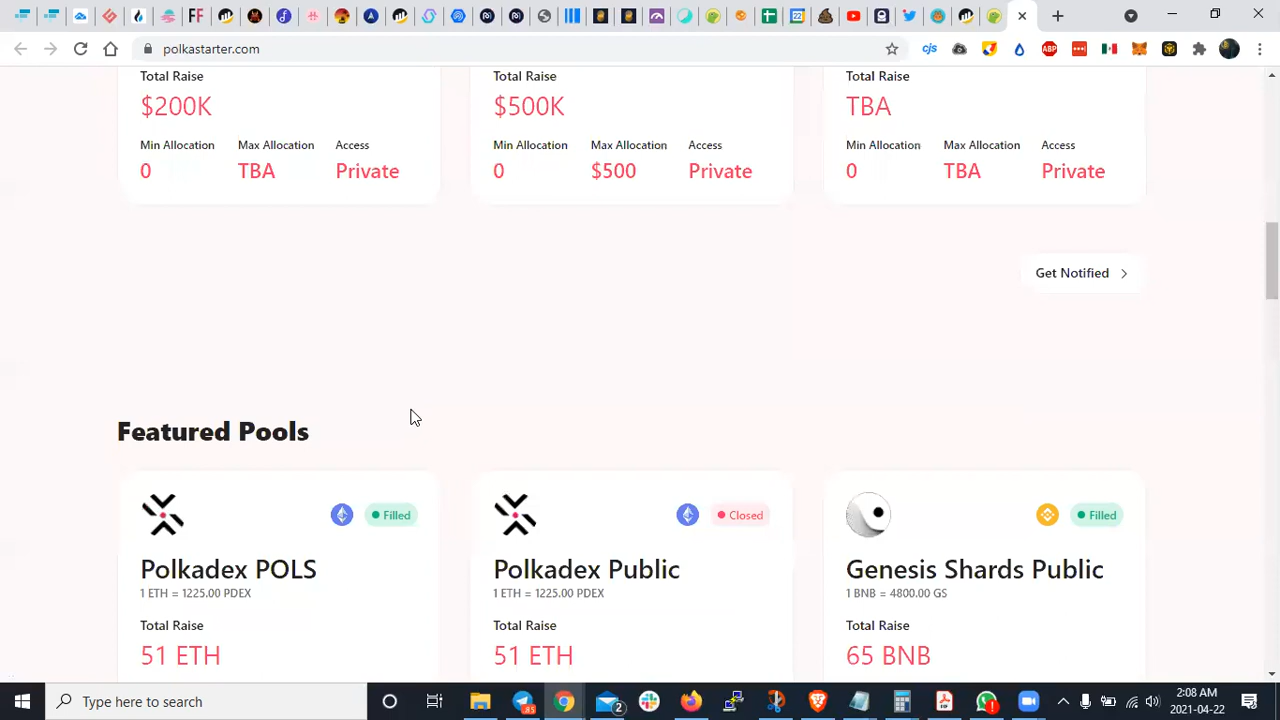 polkastarter.com
Total Raise
$200K
Min Allocation Max Allocation Access
0 TBA Private
Total Raise
$500K
Min Allocation Max Allocation Access
0 $500 Private
Total Raise
TBA
Min Allocation Max Allocation Access
0 TBA Private
Get Notified
Featured Pools
Filled
Polkadex POLS
1 ETH = 1225.00 PDEX
Total Raise
51 ETH
Closed
Polkadex Public
1 ETH = 1225.00 PDEX
Total Raise
51 ETH
Filled
Genesis Shards Public
1 BNB = 4800.00 GS
Total Raise
65 BNB
Type here to search
2:08 AM
2021-04-22